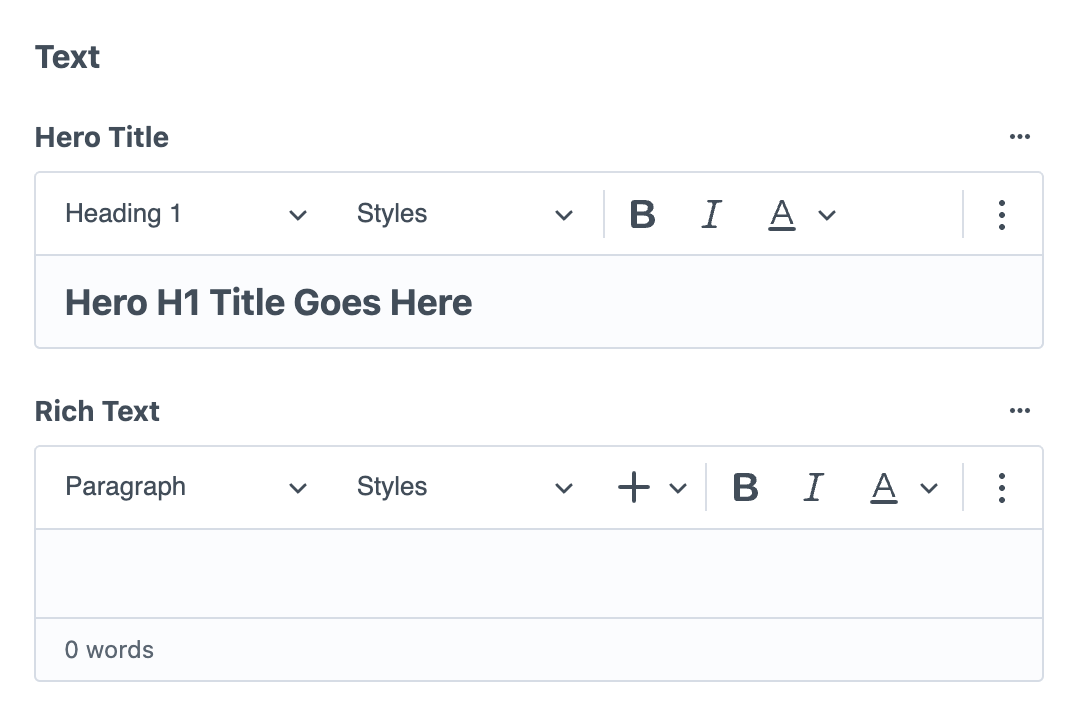 Text
Hero Title
Heading 1 Styles B I A
Hero H1 Title Goes Here
Rich Text
Paragraph Styles B I A
0 words